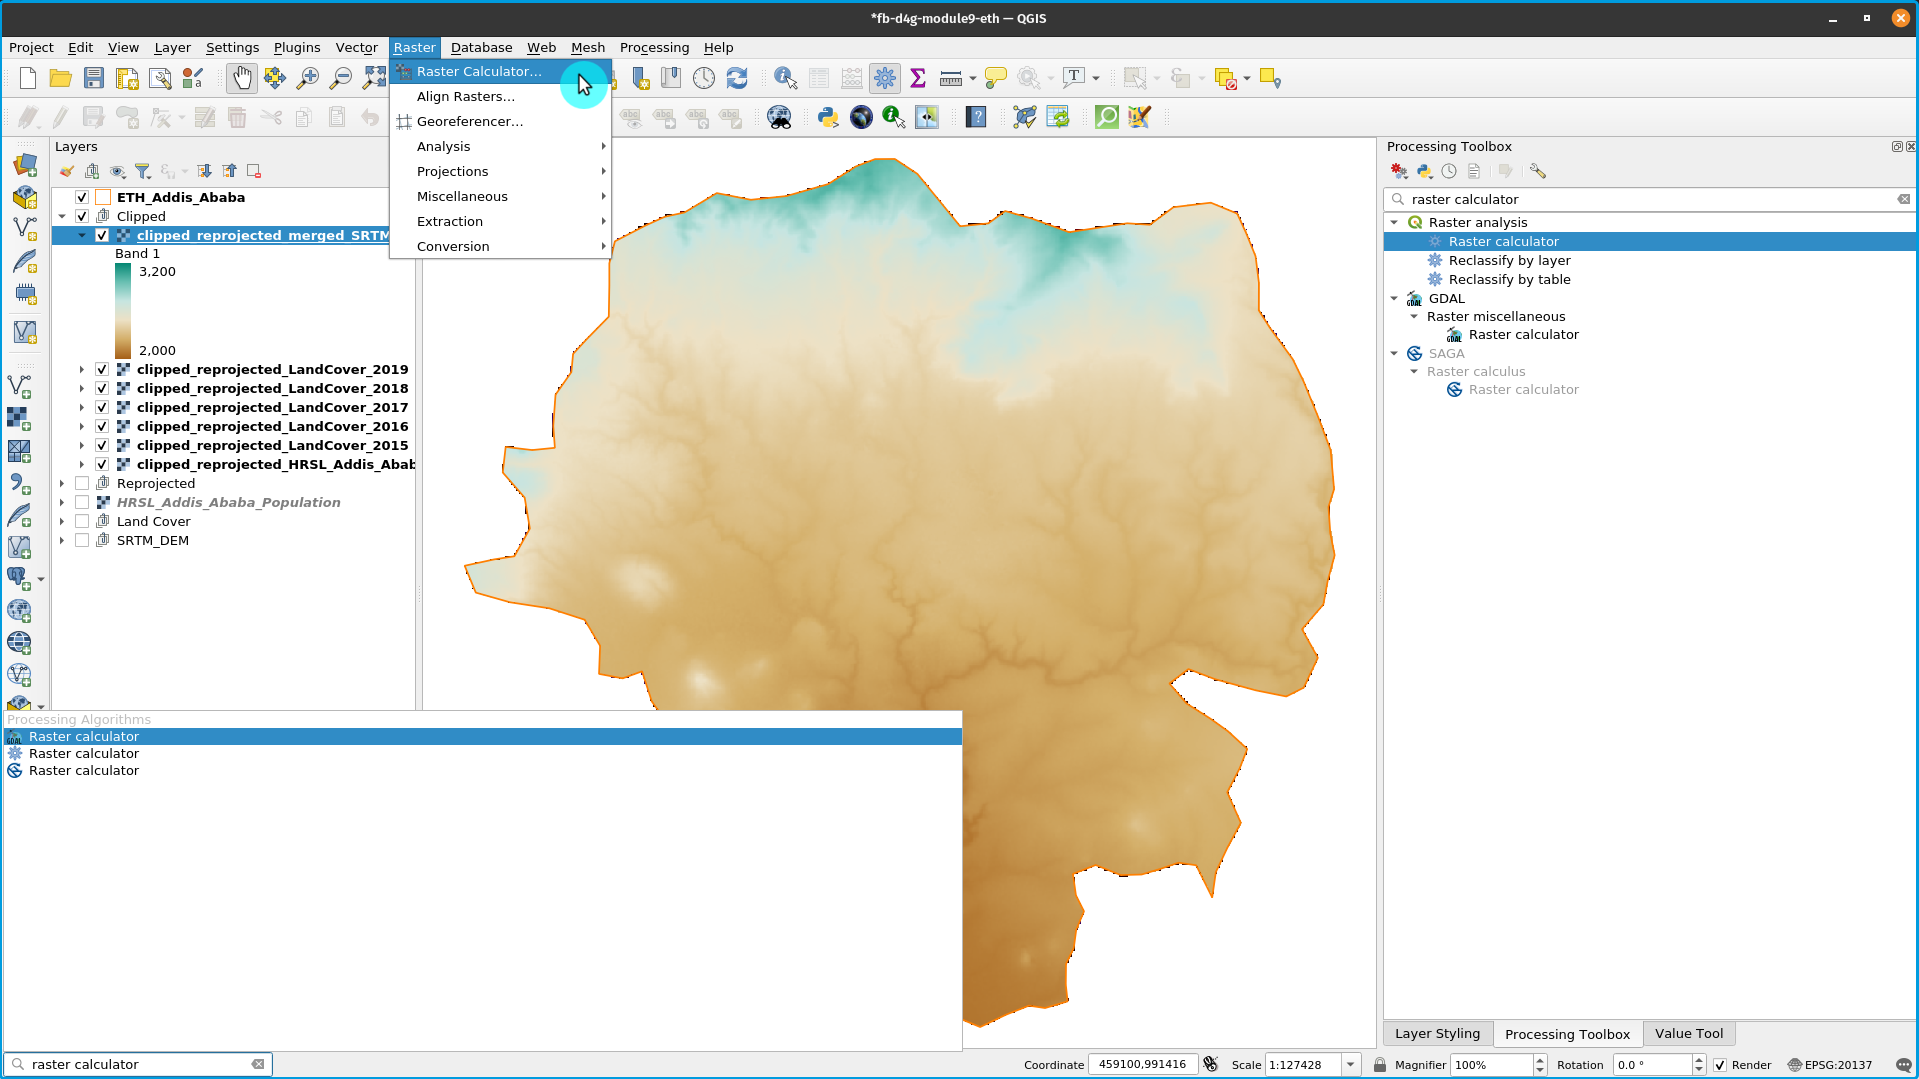 *fb-d4g-module9-eth — QGIS
Project Edit View Layer Settings Plugins Vector Raster Database Web Mesh Processing Help
Raster Calculator…
Align Rasters…
Georeferencer…
Analysis
Projections
Miscellaneous
Extraction
Conversion
Layers
ETH_Addis_Ababa
Clipped
clipped_reprojected_merged_SRTM
Band 1
3,200
2,000
clipped_reprojected_LandCover_2019
clipped_reprojected_LandCover_2018
clipped_reprojected_LandCover_2017
clipped_reprojected_LandCover_2016
clipped_reprojected_LandCover_2015
clipped_reprojected_HRSL_Addis_Abab
Reprojected
HRSL_Addis_Ababa_Population
Land Cover
SRTM_DEM
Processing Toolbox
raster calculator
Raster analysis
Raster calculator
Reclassify by layer
Reclassify by table
GDAL
Raster miscellaneous
Raster calculator
SAGA
Raster calculus
Raster calculator
Processing Algorithms
Raster calculator
Raster calculator
Raster calculator
Layer Styling Processing Toolbox Value Tool
raster calculator
Coordinate 459100,991416 Scale 1:127428 Magnifier 100% Rotation 0.0 ° Render EPSG:20137